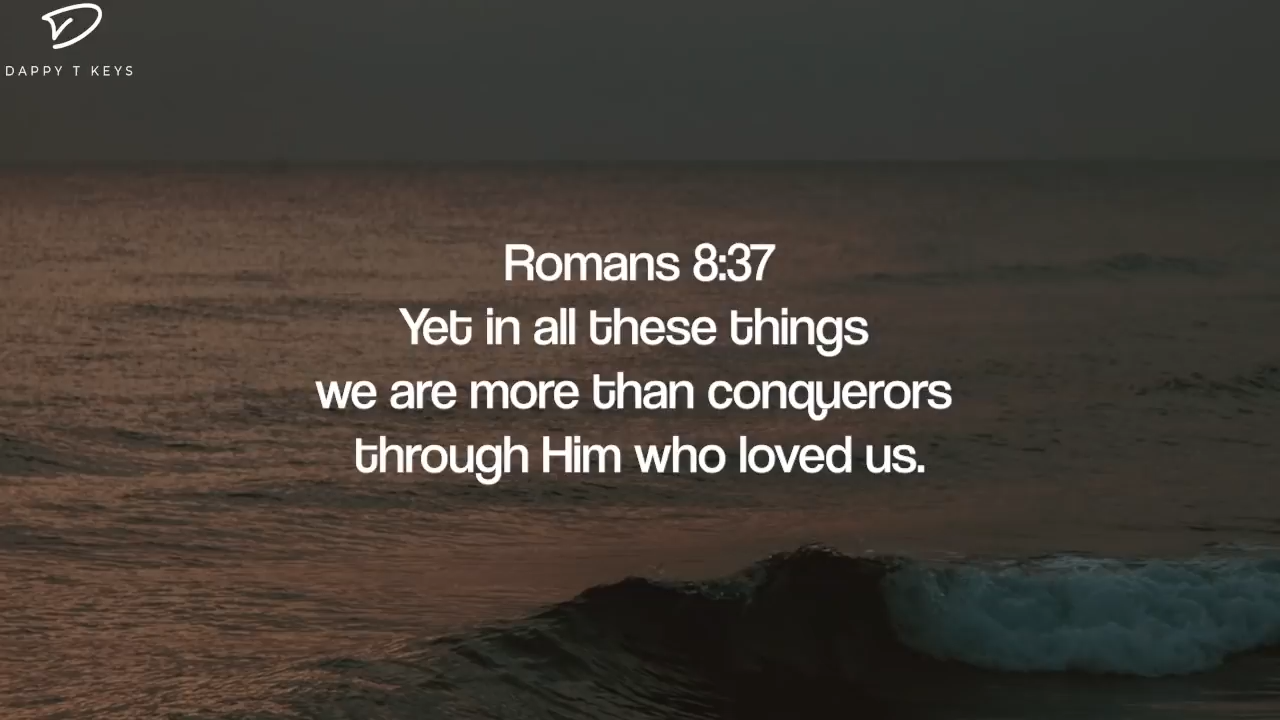 DAPPY T KEYS
Romans 8:37
Yet in all these things
we are more than conquerors
through Him who loved us.